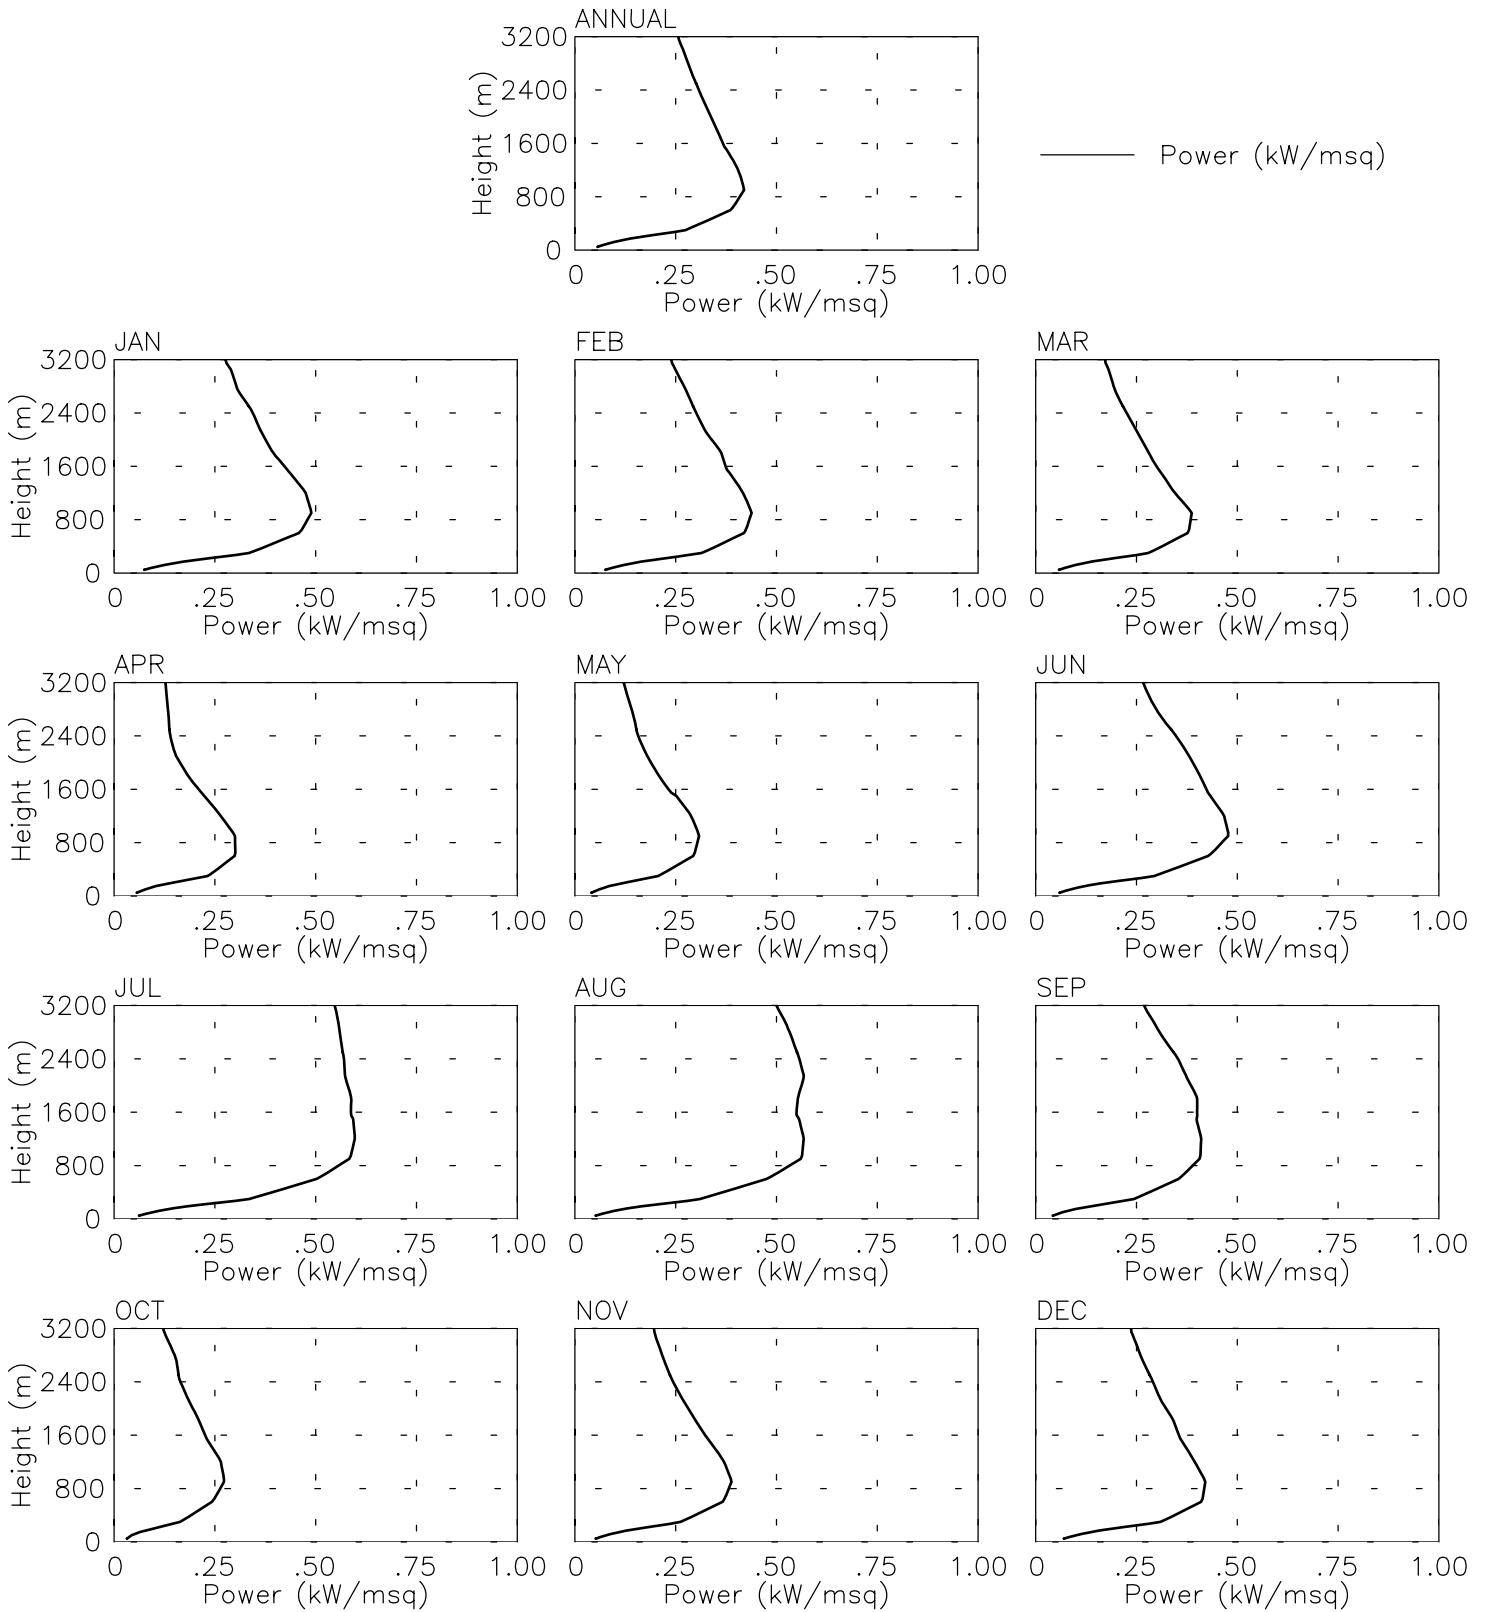 ANNUAL
3200
2400
1600
800
0
Height (m)
0 .25 .50 .75 1.00
Power (kW/msq)
Power (kW/msq)
JAN
3200
2400
1600
800
0
Height (m)
0 .25 .50 .75 1.00
Power (kW/msq)
FEB
0 .25 .50 .75 1.00
Power (kW/msq)
MAR
0 .25 .50 .75 1.00
Power (kW/msq)
APR
3200
2400
1600
800
0
Height (m)
0 .25 .50 .75 1.00
Power (kW/msq)
MAY
0 .25 .50 .75 1.00
Power (kW/msq)
JUN
0 .25 .50 .75 1.00
Power (kW/msq)
JUL
3200
2400
1600
800
0
Height (m)
0 .25 .50 .75 1.00
Power (kW/msq)
AUG
0 .25 .50 .75 1.00
Power (kW/msq)
SEP
0 .25 .50 .75 1.00
Power (kW/msq)
OCT
3200
2400
1600
800
0
Height (m)
0 .25 .50 .75 1.00
Power (kW/msq)
NOV
0 .25 .50 .75 1.00
Power (kW/msq)
DEC
0 .25 .50 .75 1.00
Power (kW/msq)